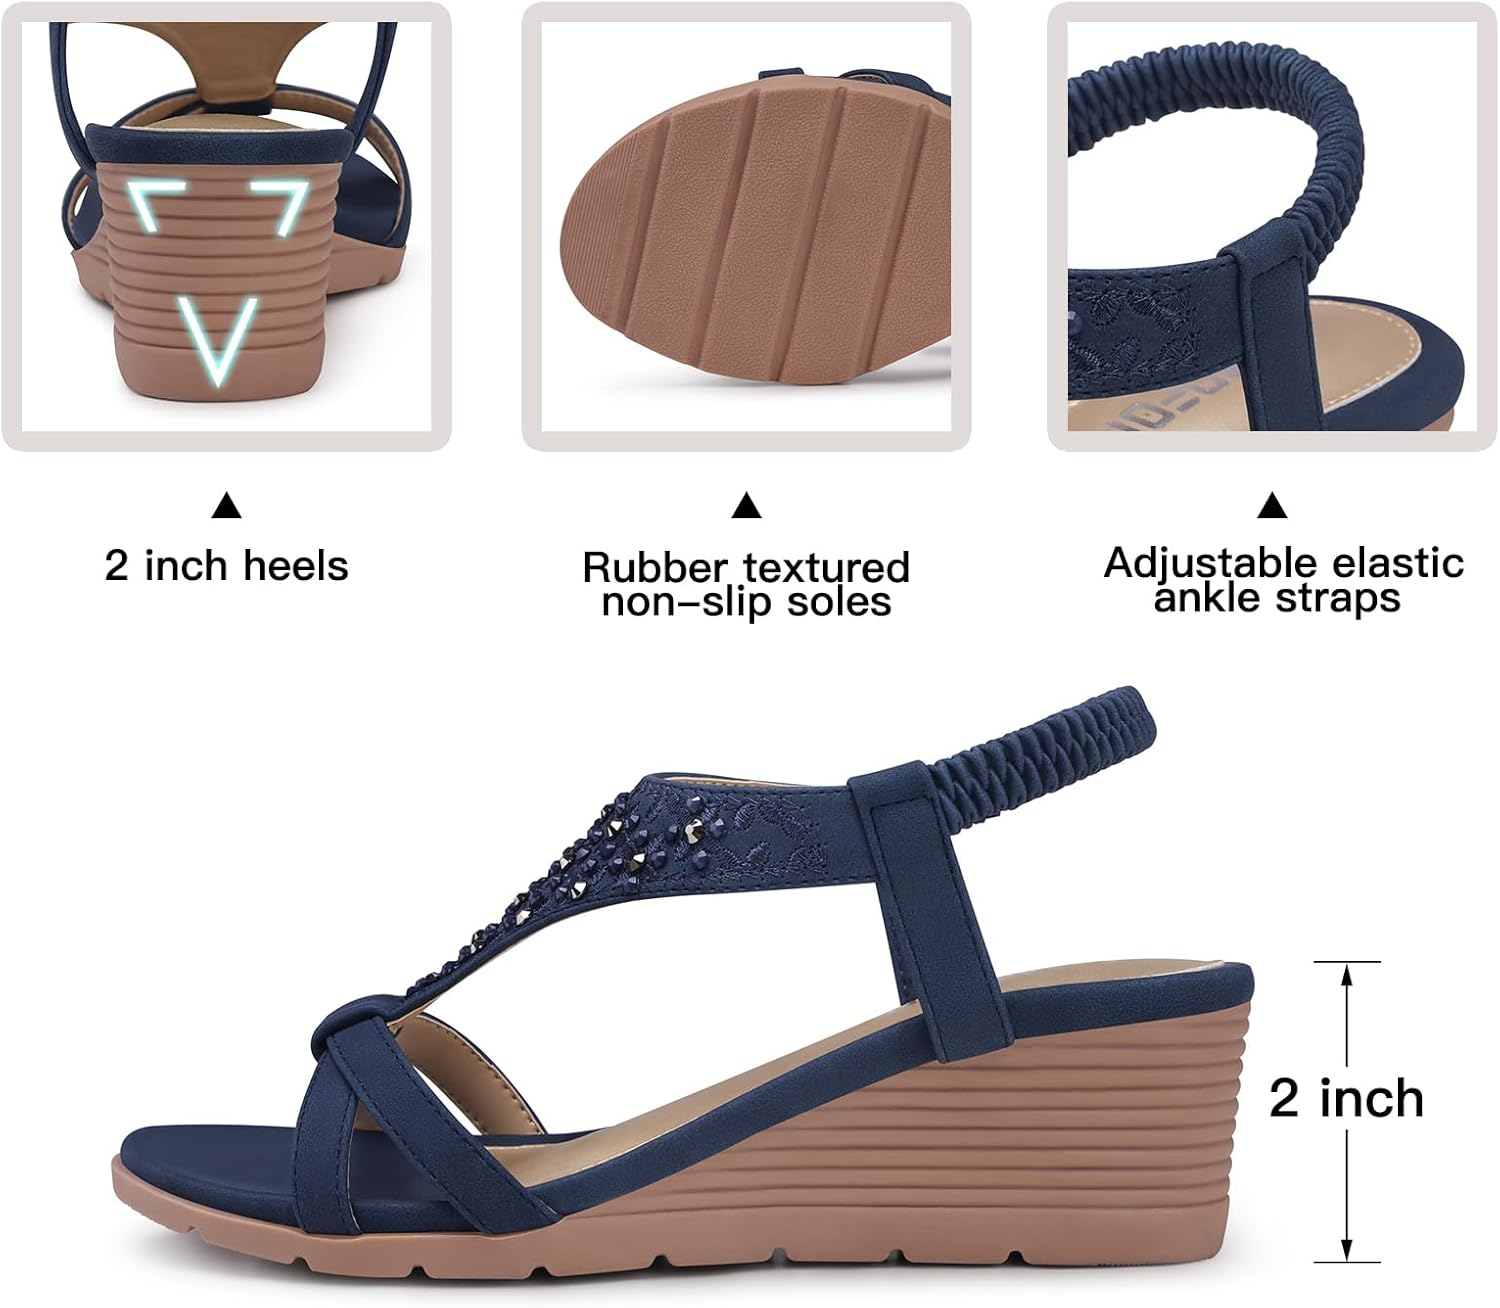 2 inch heels
Rubber textured
non-slip soles
Adjustable elastic
ankle straps
2 inch